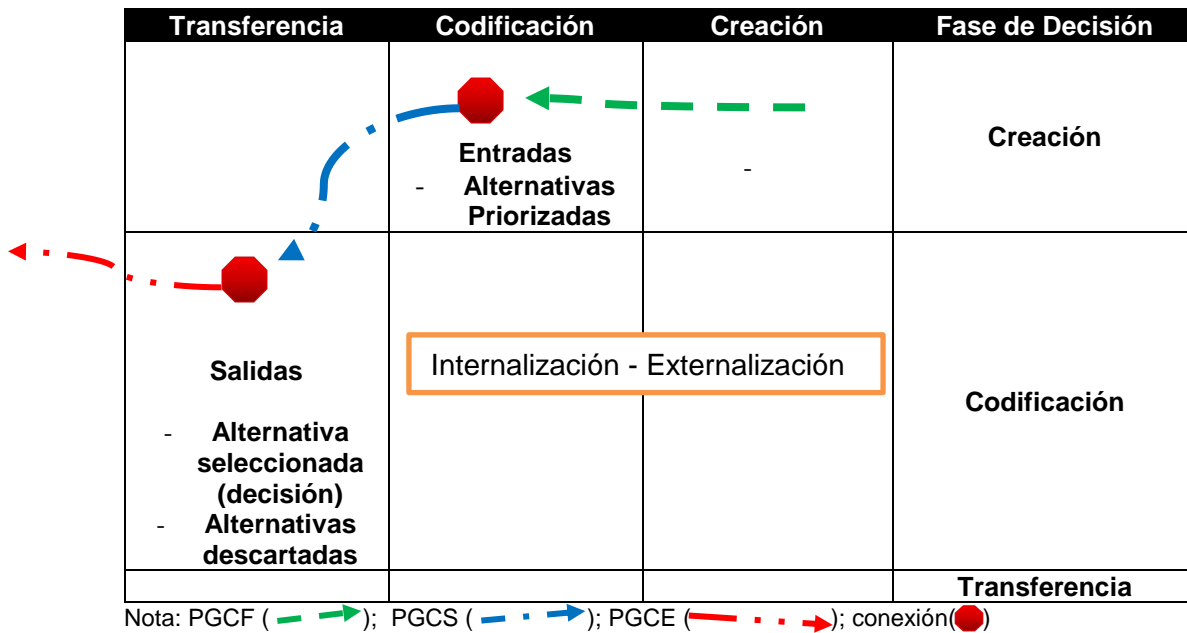 Transferencia Codificación Creación Fase de Decisión
Entradas
- Alternativas
Priorizadas
-
Creación
Salidas
- Alternativa
seleccionada
(decisión)
- Alternativas
descartadas
Internalización - Externalización
Codificación
Transferencia
Nota: PGCF ( ); PGCS ( ); PGCE ( ); conexión( )